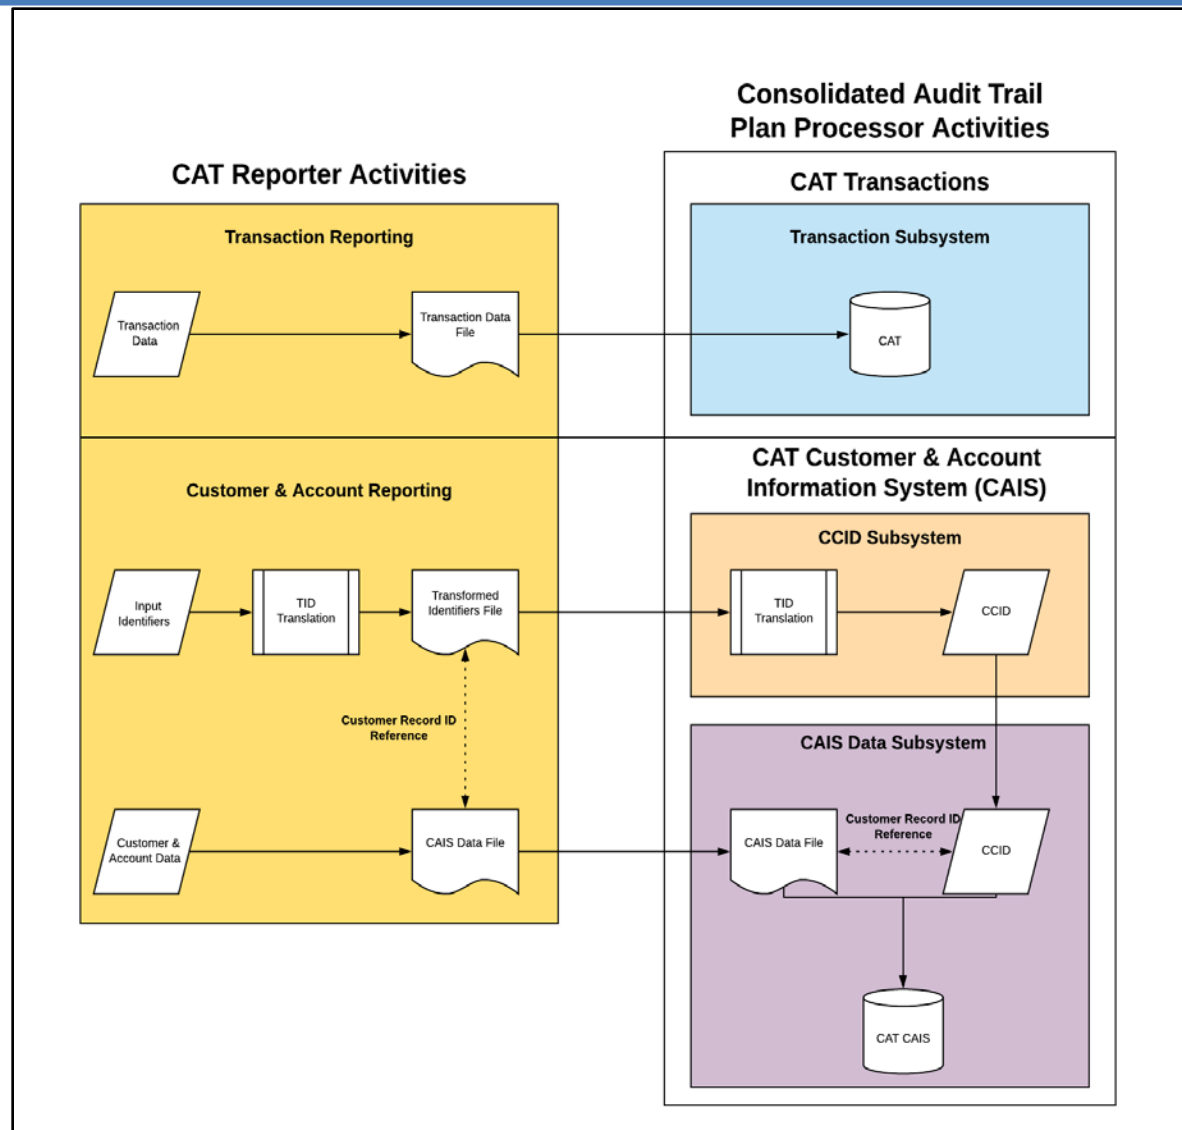 Consolidated Audit Trail
Plan Processor Activities
CAT Reporter Activities
CAT Transactions
Transaction Reporting
Transaction Subsystem
Transaction
Data
Transaction Data
File
CAT
CAT Customer & Account
Information System (CAIS)
Customer & Account Reporting
CCID Subsystem
Input
Identifiers
TID
Translation
Transformed
Identifiers File
TID
Translation
CCID
Customer Record ID
Reference
CAIS Data Subsystem
Customer &
Account Data
CAIS Data File
CAIS Data File
Customer Record ID
Reference
CCID
CAT CAIS